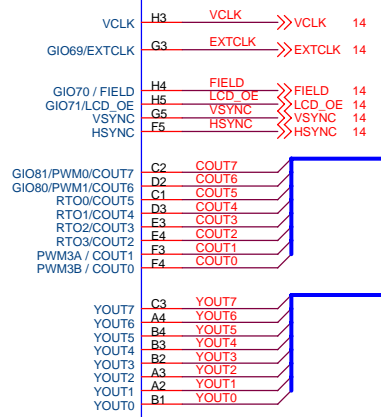 VCLK H3 VCLK VCLK 14
GIO69/EXTCLK G3 EXTCLK EXTCLK 14
GIO70 / FIELD H4 FIELD FIELD 14
GIO71/LCD_OE H5 LCD_OE LCD_OE 14
VSYNC G5 VSYNC VSYNC 14
HSYNC F5 HSYNC HSYNC 14
GIO81/PWM0/COUT7 C2 COUT7
GIO80/PWM1/COUT6 D2 COUT6
RTO0/COUT5 C1 COUT5
RTO1/COUT4 D3 COUT4
RTO2/COUT3 E3 COUT3
RTO3/COUT2 E4 COUT2
PWM3A / COUT1 F3 COUT1
PWM3B / COUT0 F4 COUT0
YOUT7 C3 YOUT7
YOUT6 A4 YOUT6
YOUT5 B4 YOUT5
YOUT4 B3 YOUT4
YOUT3 B2 YOUT3
YOUT2 A3 YOUT2
YOUT1 A2 YOUT1
YOUT0 B1 YOUT0